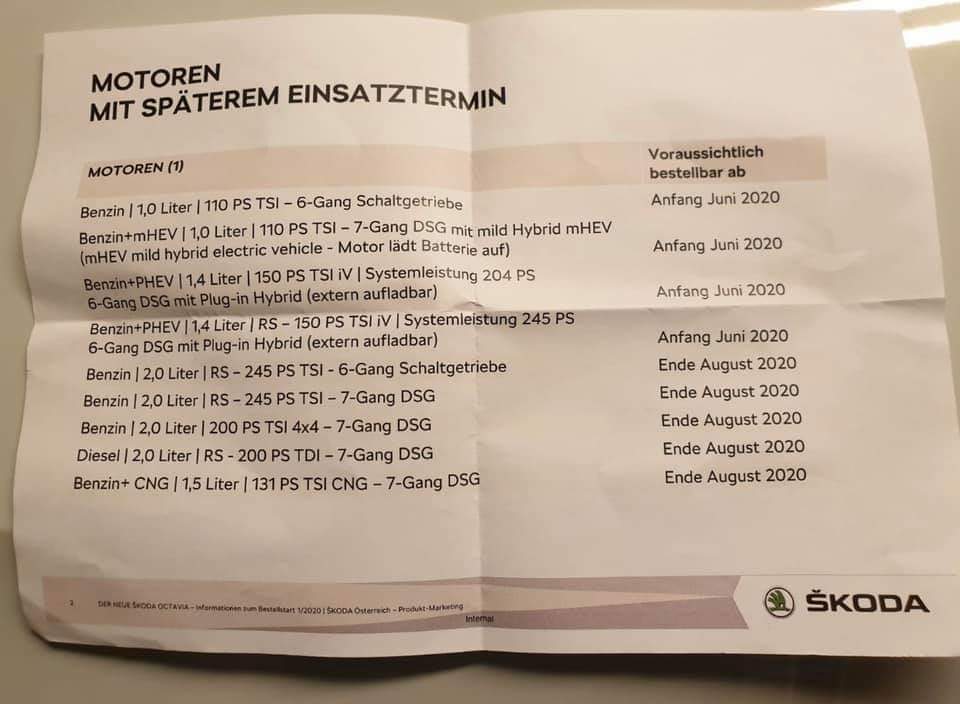 MOTOREN
MIT SPÄTEREM EINSATZTERMIN
MOTOREN (1)
Voraussichtlich
bestellbar ab
Benzin | 1,0 Liter | 110 PS TSI – 6-Gang Schaltgetriebe
Anfang Juni 2020
Benzin+mHEV | 1,0 Liter | 110 PS TSI – 7-Gang DSG mit mild Hybrid mHEV
(mHEV mild hybrid electric vehicle - Motor lädt Batterie auf)
Anfang Juni 2020
Benzin+PHEV | 1,4 Liter | 150 PS TSI iV | Systemleistung 204 PS
6-Gang DSG mit Plug-in Hybrid (extern aufladbar)
Anfang Juni 2020
Benzin+PHEV | 1,4 Liter | RS – 150 PS TSI iV | Systemleistung 245 PS
6-Gang DSG mit Plug-in Hybrid (extern aufladbar)
Anfang Juni 2020
Benzin | 2,0 Liter | RS – 245 PS TSI - 6-Gang Schaltgetriebe
Ende August 2020
Benzin | 2,0 Liter | RS – 245 PS TSI – 7-Gang DSG
Ende August 2020
Benzin | 2,0 Liter | 200 PS TSI 4x4 – 7-Gang DSG
Ende August 2020
Diesel | 2,0 Liter | RS - 200 PS TDI – 7-Gang DSG
Ende August 2020
Benzin+ CNG | 1,5 Liter | 131 PS TSI CNG – 7-Gang DSG
Ende August 2020
DER NEUE ŠKODA OCTAVIA – Informationen zum Bestellstart 1/2020 | ŠKODA Österreich – Produkt-Marketing
Internal
ŠKODA